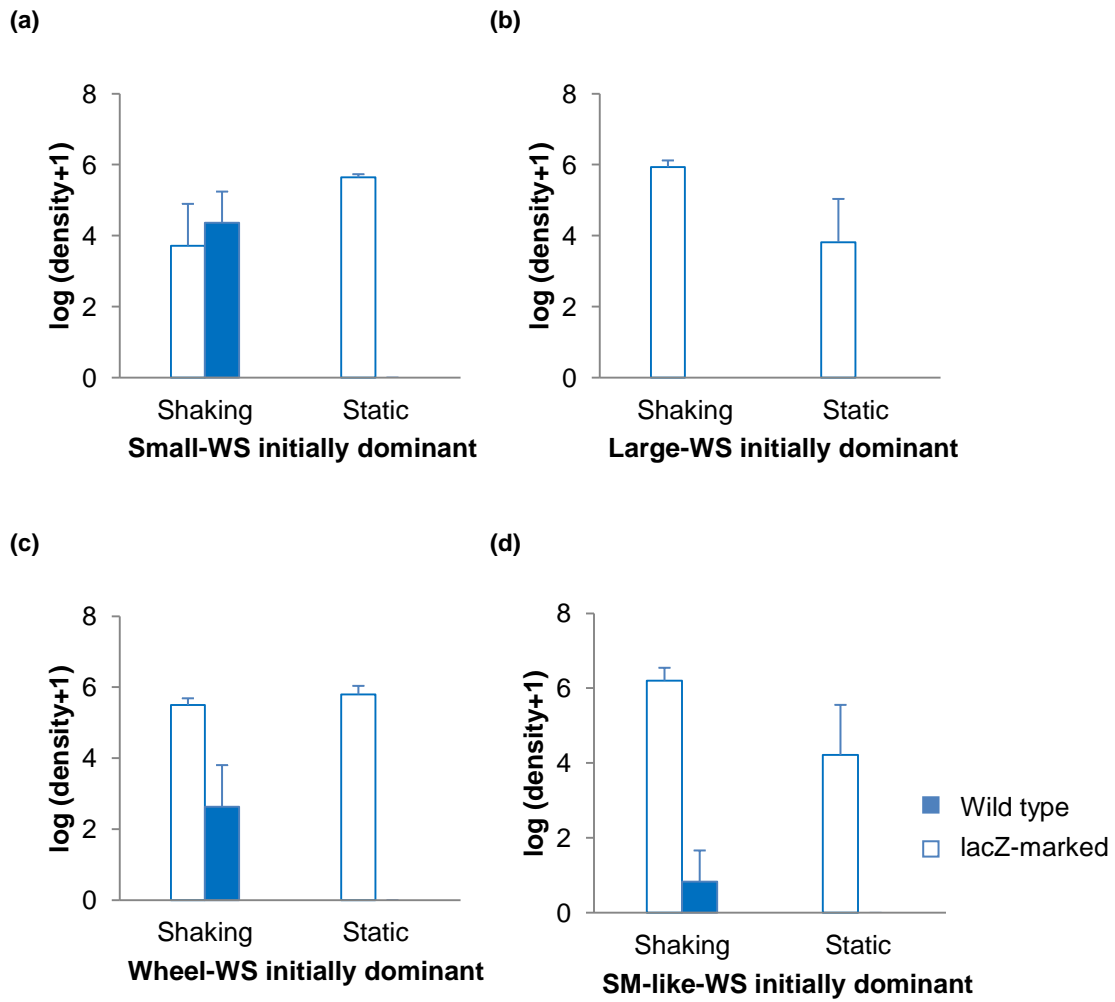 (a)
8
6
4
2
0
log (density+1)
Shaking
Static
Small-WS initially dominant
(b)
8
6
4
2
0
log (density+1)
Shaking
Static
Large-WS initially dominant
(c)
8
6
4
2
0
log (density+1)
Shaking
Static
Wheel-WS initially dominant
(d)
8
6
4
2
0
log (density+1)
Shaking
Static
SM-like-WS initially dominant
Wild type
lacZ-marked